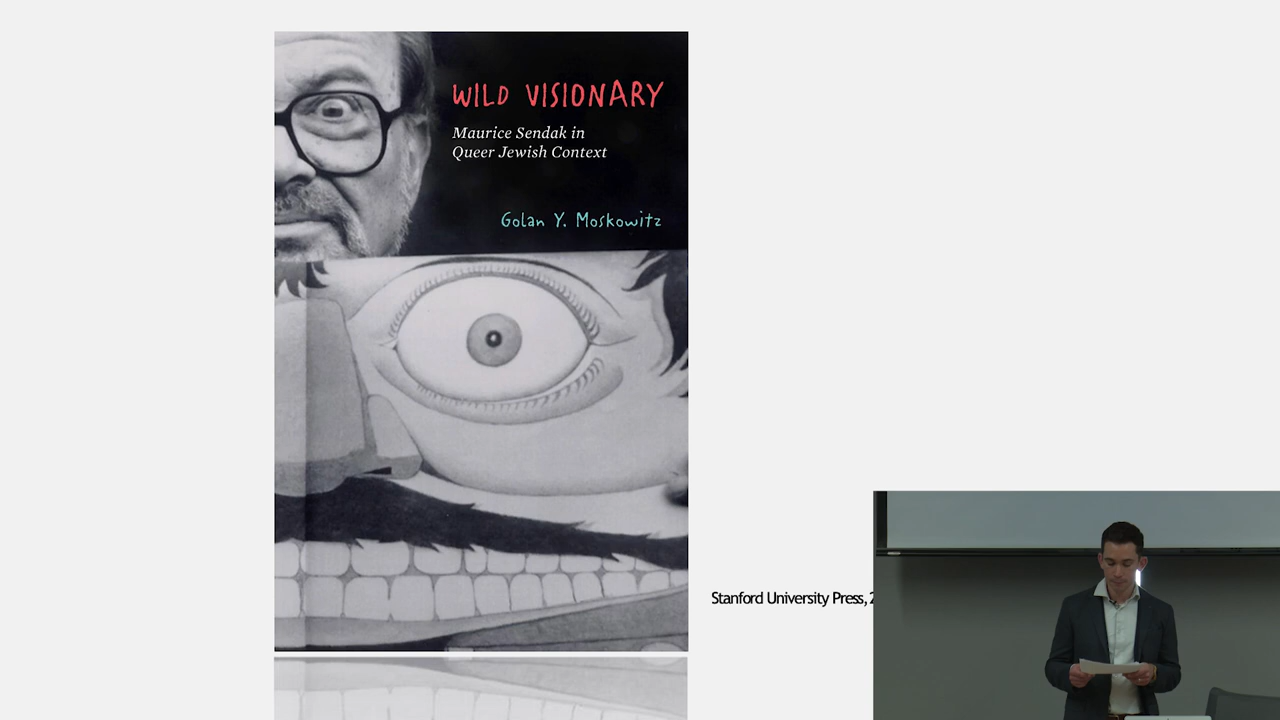 WILD VISIONARY
Maurice Sendak in
Queer Jewish Context
Golan Y. Moskowitz
Stanford University Press,